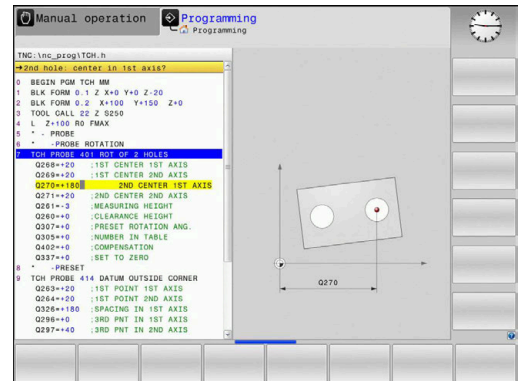 Manual operation
Programming
Programming
TNC:\nc_prog\TCH.h
→2nd hole: center in 1st axis?
0 BEGIN PGM TCH MM
1 BLK FORM 0.1 Z X+0 Y+0 Z-20
2 BLK FORM 0.2 X+100 Y+150 Z+0
3 TOOL CALL 22 Z S250
4 L Z+100 R0 FMAX
5 * - PROBE
6 * -PROBE ROTATION
7 TCH PROBE 401 ROT OF 2 HOLES
Q268=+20 ;1ST CENTER 1ST AXIS
Q269=+20 ;1ST CENTER 2ND AXIS
Q270=+180 2ND CENTER 1ST AXIS
Q271=+20 ;2ND CENTER 2ND AXIS
Q261=-3 ;MEASURING HEIGHT
Q260=+0 ;CLEARANCE HEIGHT
Q307=+0 ;PRESET ROTATION ANG.
Q305=+0 ;NUMBER IN TABLE
Q402=+0 ;COMPENSATION
Q337=+0 ;SET TO ZERO
8 * -PRESET
9 TCH PROBE 414 DATUM OUTSIDE CORNER
Q263=+20 ;1ST POINT 1ST AXIS
Q264=+20 ;1ST POINT 2ND AXIS
Q326=+180 ;SPACING IN 1ST AXIS
Q296=+0 ;3RD PNT IN 1ST AXIS
Q297=+40 ;3RD PNT IN 2ND AXIS
Q270